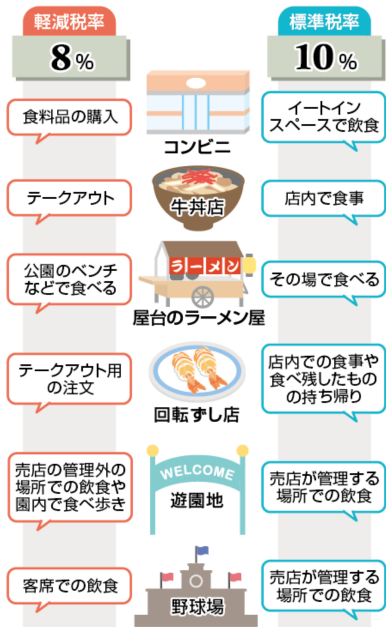 軽減税率
8%
標準税率
10%
食料品の購入
コンビニ
イートイン
スペースで飲食
テークアウト
牛丼店
店内で食事
公園のベンチ
などで食べる
ラーメン
屋台のラーメン屋
その場で食べる
テークアウト用
の注文
回転ずし店
店内での食事や
食べ残したもの
の持ち帰り
売店の管理外の
場所での飲食や
園内で食べ歩き
WELCOME
遊園地
売店が管理する
場所での飲食
客席での飲食
野球場
売店が管理する
場所での飲食